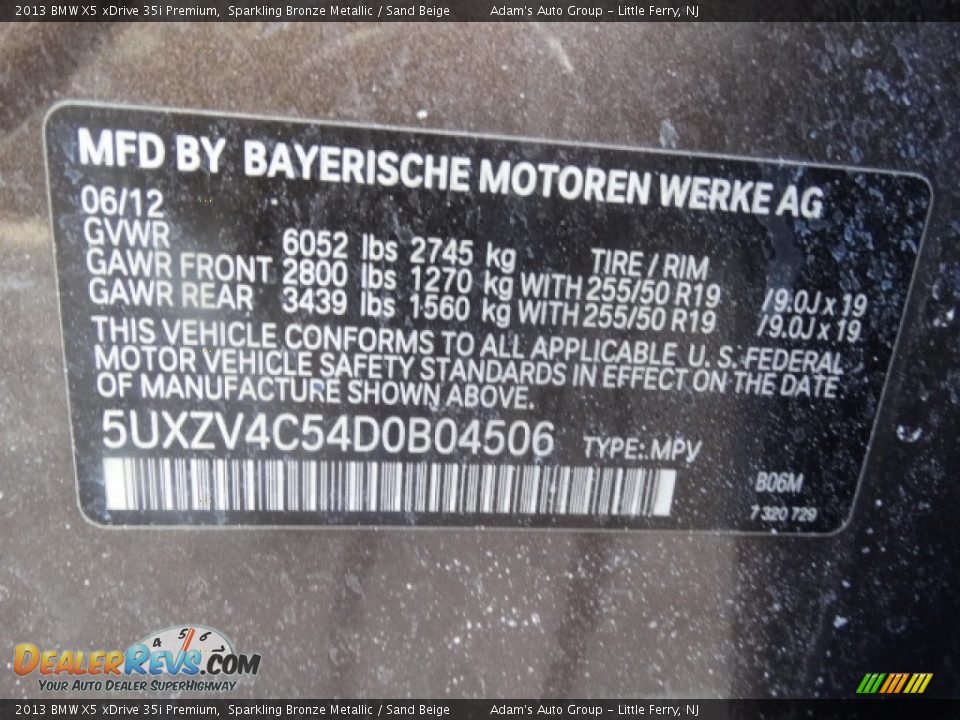 2013 BMW X5 xDrive 35i Premium, Sparkling Bronze Metallic / Sand Beige Adam's Auto Group - Little Ferry, NJ
MFD BY BAYERISCHE MOTOREN WERKE AG
06/12
GVWR 6052 lbs 2745 kg TIRE / RIM
GAWR FRONT 2800 lbs 1270 kg WITH 255/50 R19 /9.0J x 19
GAWR REAR 3439 lbs 1560 kg WITH 255/50 R19 /9.0J x 19
THIS VEHICLE CONFORMS TO ALL APPLICABLE U. S. FEDERAL
MOTOR VEHICLE SAFETY STANDARDS IN EFFECT ON THE DATE
OF MANUFACTURE SHOWN ABOVE.
5UXZV4C54D0B04506 TYPE: MPV
B06M
7 320 729
4 5 6
DEALERREVS.COM
YOUR AUTO DEALER SUPERHIGHWAY
2013 BMW X5 xDrive 35i Premium, Sparkling Bronze Metallic / Sand Beige Adam's Auto Group - Little Ferry, NJ